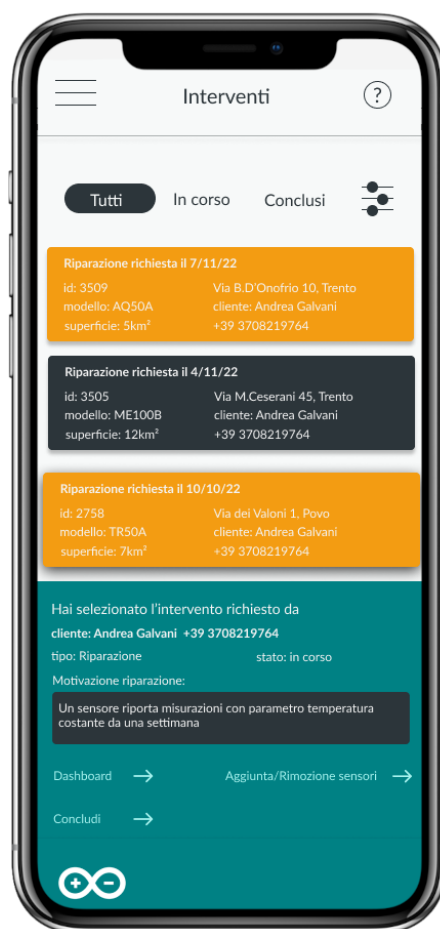 Interventi
?
Tutti
In corso
Conclusi
Riparazione richiesta il 7/11/22
id: 3509
Via B.D'Onofrio 10, Trento
modello: AQ50A
cliente: Andrea Galvani
superficie: 5km²
+39 3708219764
Riparazione richiesta il 4/11/22
id: 3505
Via M.Ceserani 45, Trento
modello: ME100B
cliente: Andrea Galvani
superficie: 12km²
+39 3708219764
Riparazione richiesta il 10/10/22
id: 2758
Via dei Valoni 1, Povo
modello: TR50A
cliente: Andrea Galvani
superficie: 7km²
+39 3708219764
Hai selezionato l'intervento richiesto da
cliente: Andrea Galvani +39 3708219764
tipo: Riparazione
stato: in corso
Motivazione riparazione:
Un sensore riporta misurazioni con parametro temperatura
costante da una settimana
Dashboard
Aggiunta/Rimozione sensori
Concludi